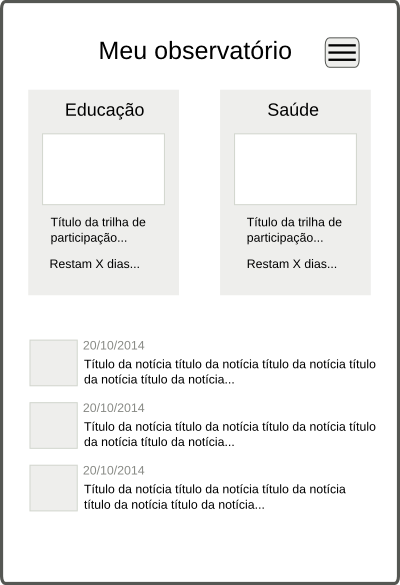 Meu observatório
Educação
Título da trilha de
participação...
Restam X dias...
Saúde
Título da trilha de
participação...
Restam X dias...
20/10/2014
Título da notícia título da notícia título da notícia título
da notícia título da notícia...
20/10/2014
Título da notícia título da notícia título da notícia título
da notícia título da notícia...
20/10/2014
Título da notícia título da notícia título da notícia
título da notícia título da notícia...